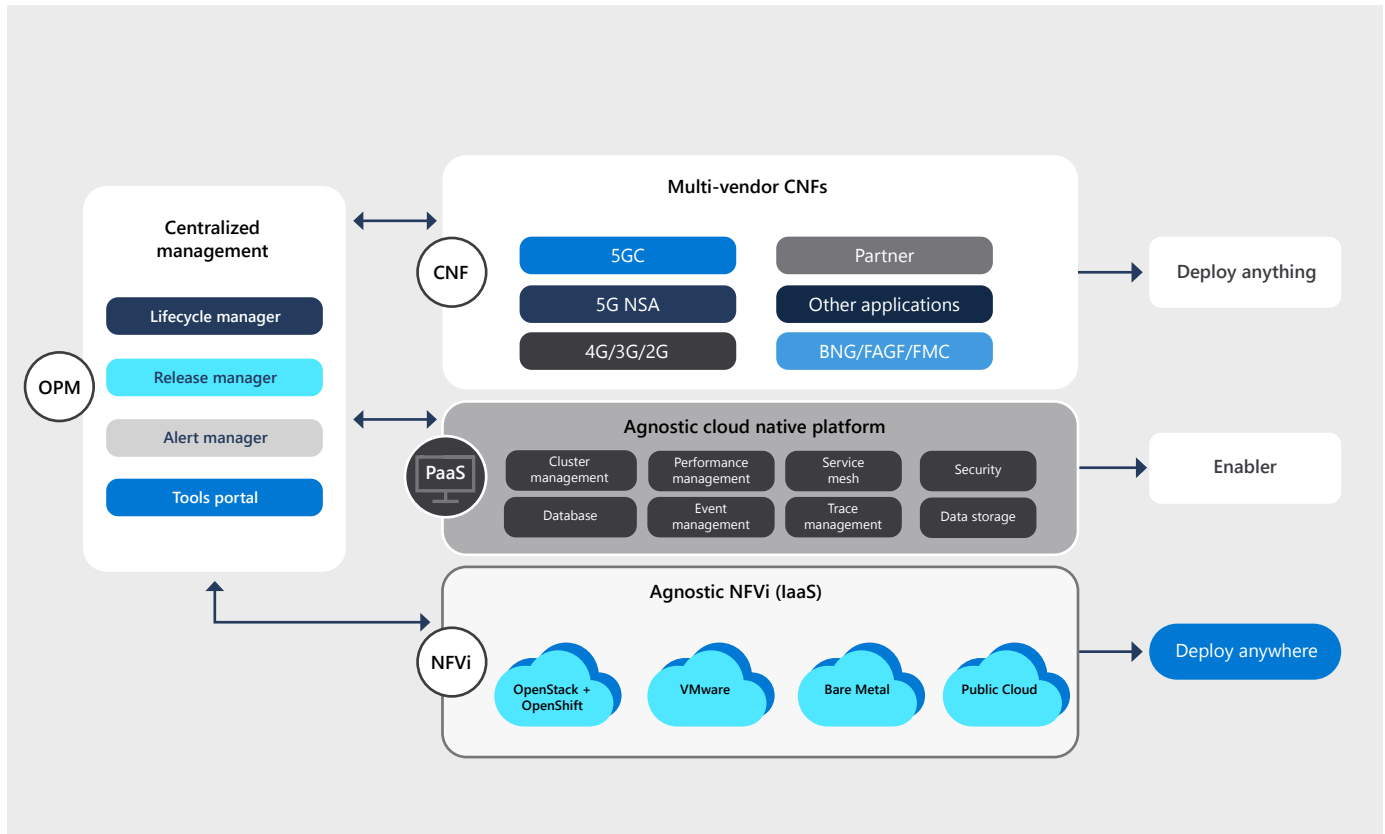 Centralized
management
OPM
Lifecycle manager
Release manager
Alert manager
Tools portal
Multi-vendor CNFs
CNF
5GC
Partner
5G NSA
Other applications
4G/3G/2G
BNG/FAGF/FMC
Deploy anything
Agnostic cloud native platform
PaaS
Cluster
management
Performance
management
Service
mesh
Security
Database
Event
management
Trace
management
Data storage
Enabler
Agnostic NFVi (IaaS)
NFVi
OpenStack +
OpenShift
VMware
Bare Metal
Public Cloud
Deploy anywhere